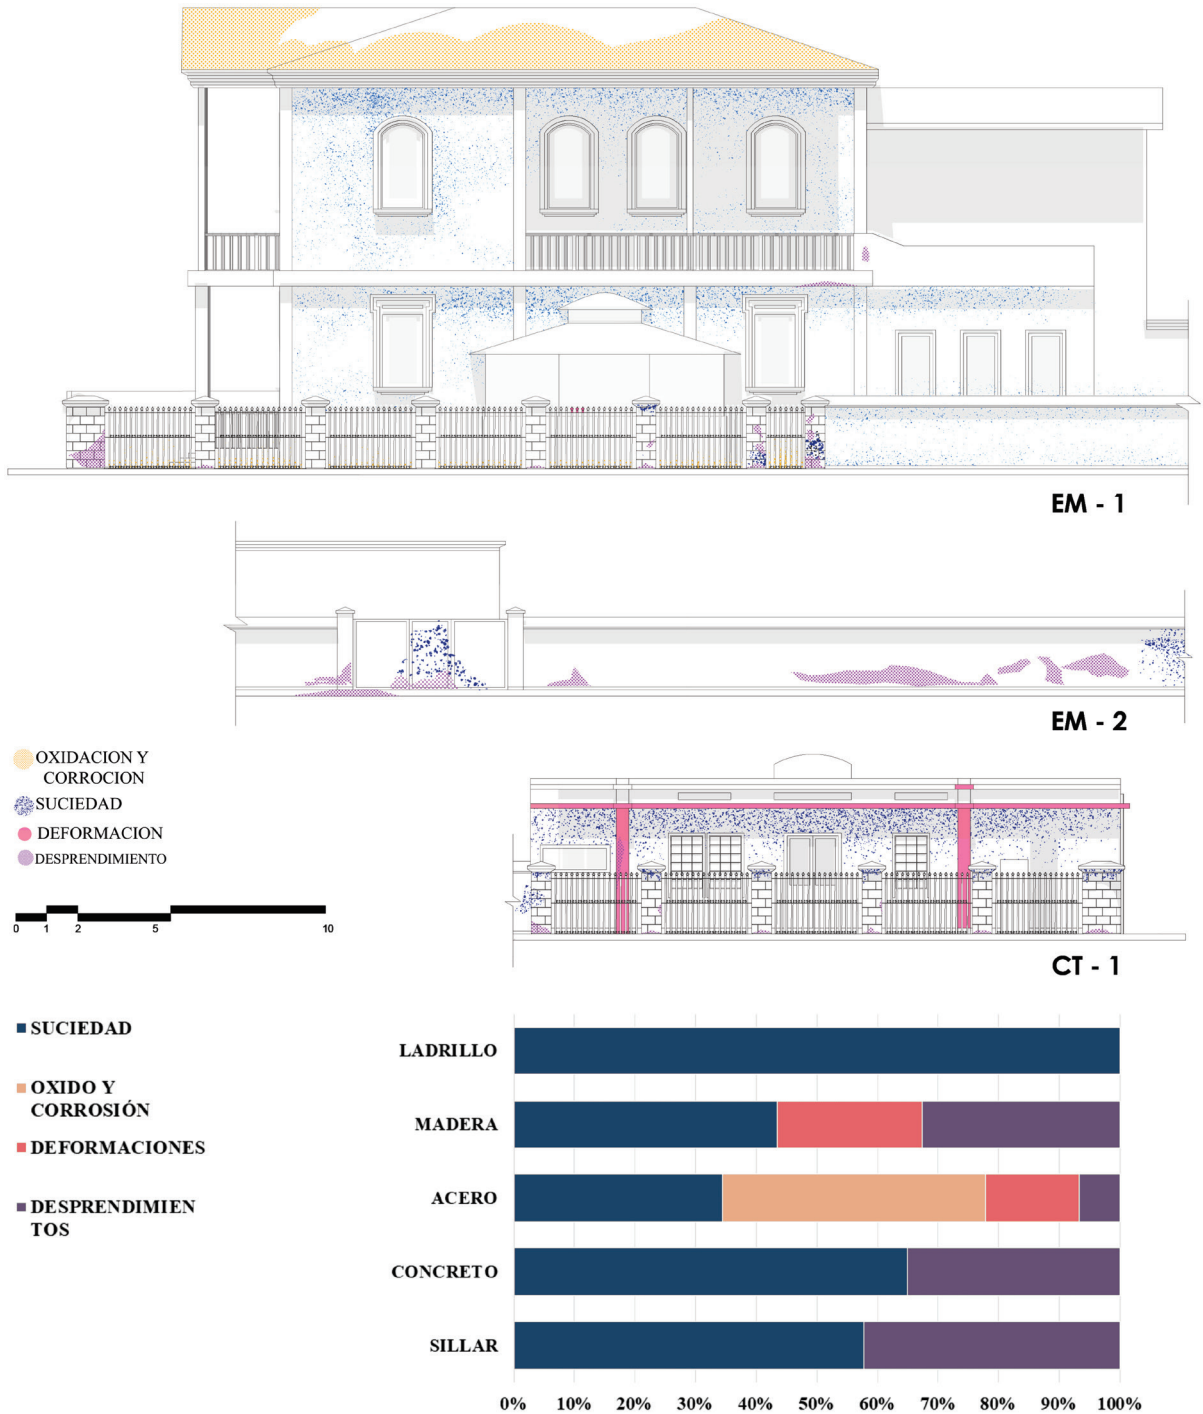 EM - 1
EM - 2
OXIDACION Y
CORROCION
SUCIEDAD
DEFORMACION
DESPRENDIMIENTO
0 1 2 5 10
CT - 1
SUCIEDAD
OXIDO Y
CORROSIÓN
DEFORMACIONES
DESPRENDIMIEN
TOS
LADRILLO
MADERA
ACERO
CONCRETO
SILLAR
0% 10% 20% 30% 40% 50% 60% 70% 80% 90% 100%